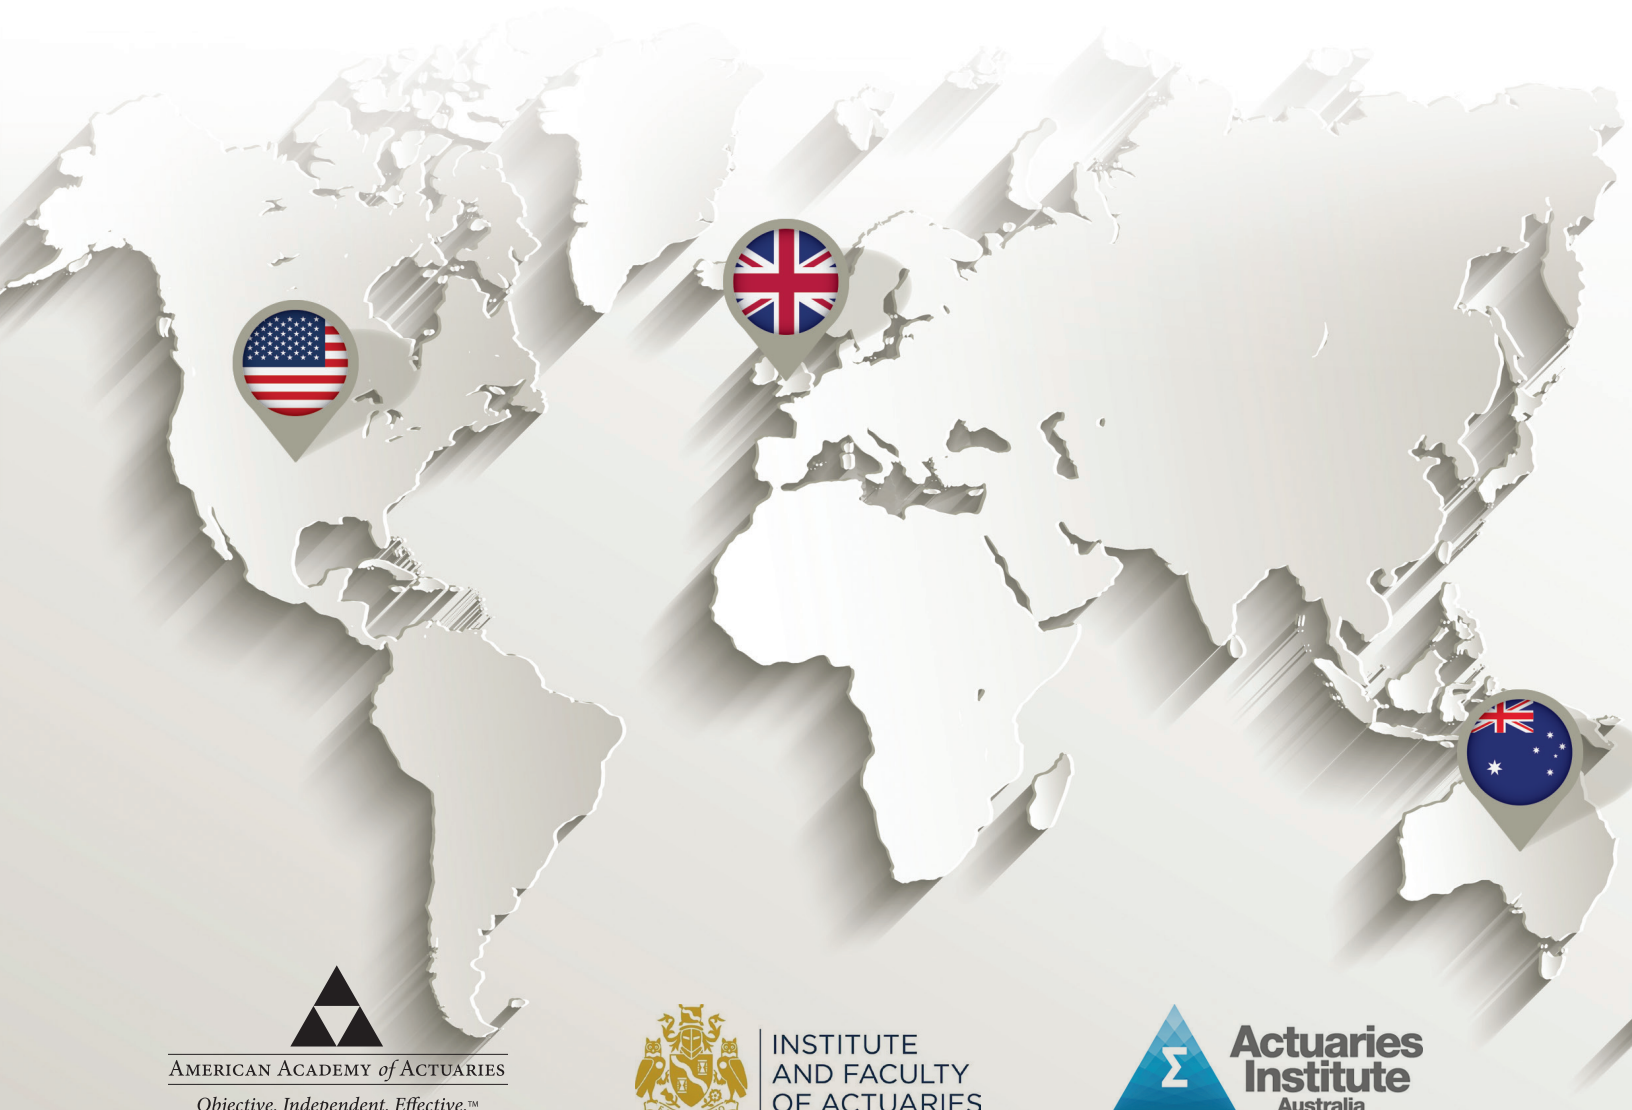 AMERICAN ACADEMY of ACTUARIES
Objective. Independent. Effective.™
INSTITUTE
AND FACULTY
OF ACTUARIES
Σ
Actuaries
Institute
Australia